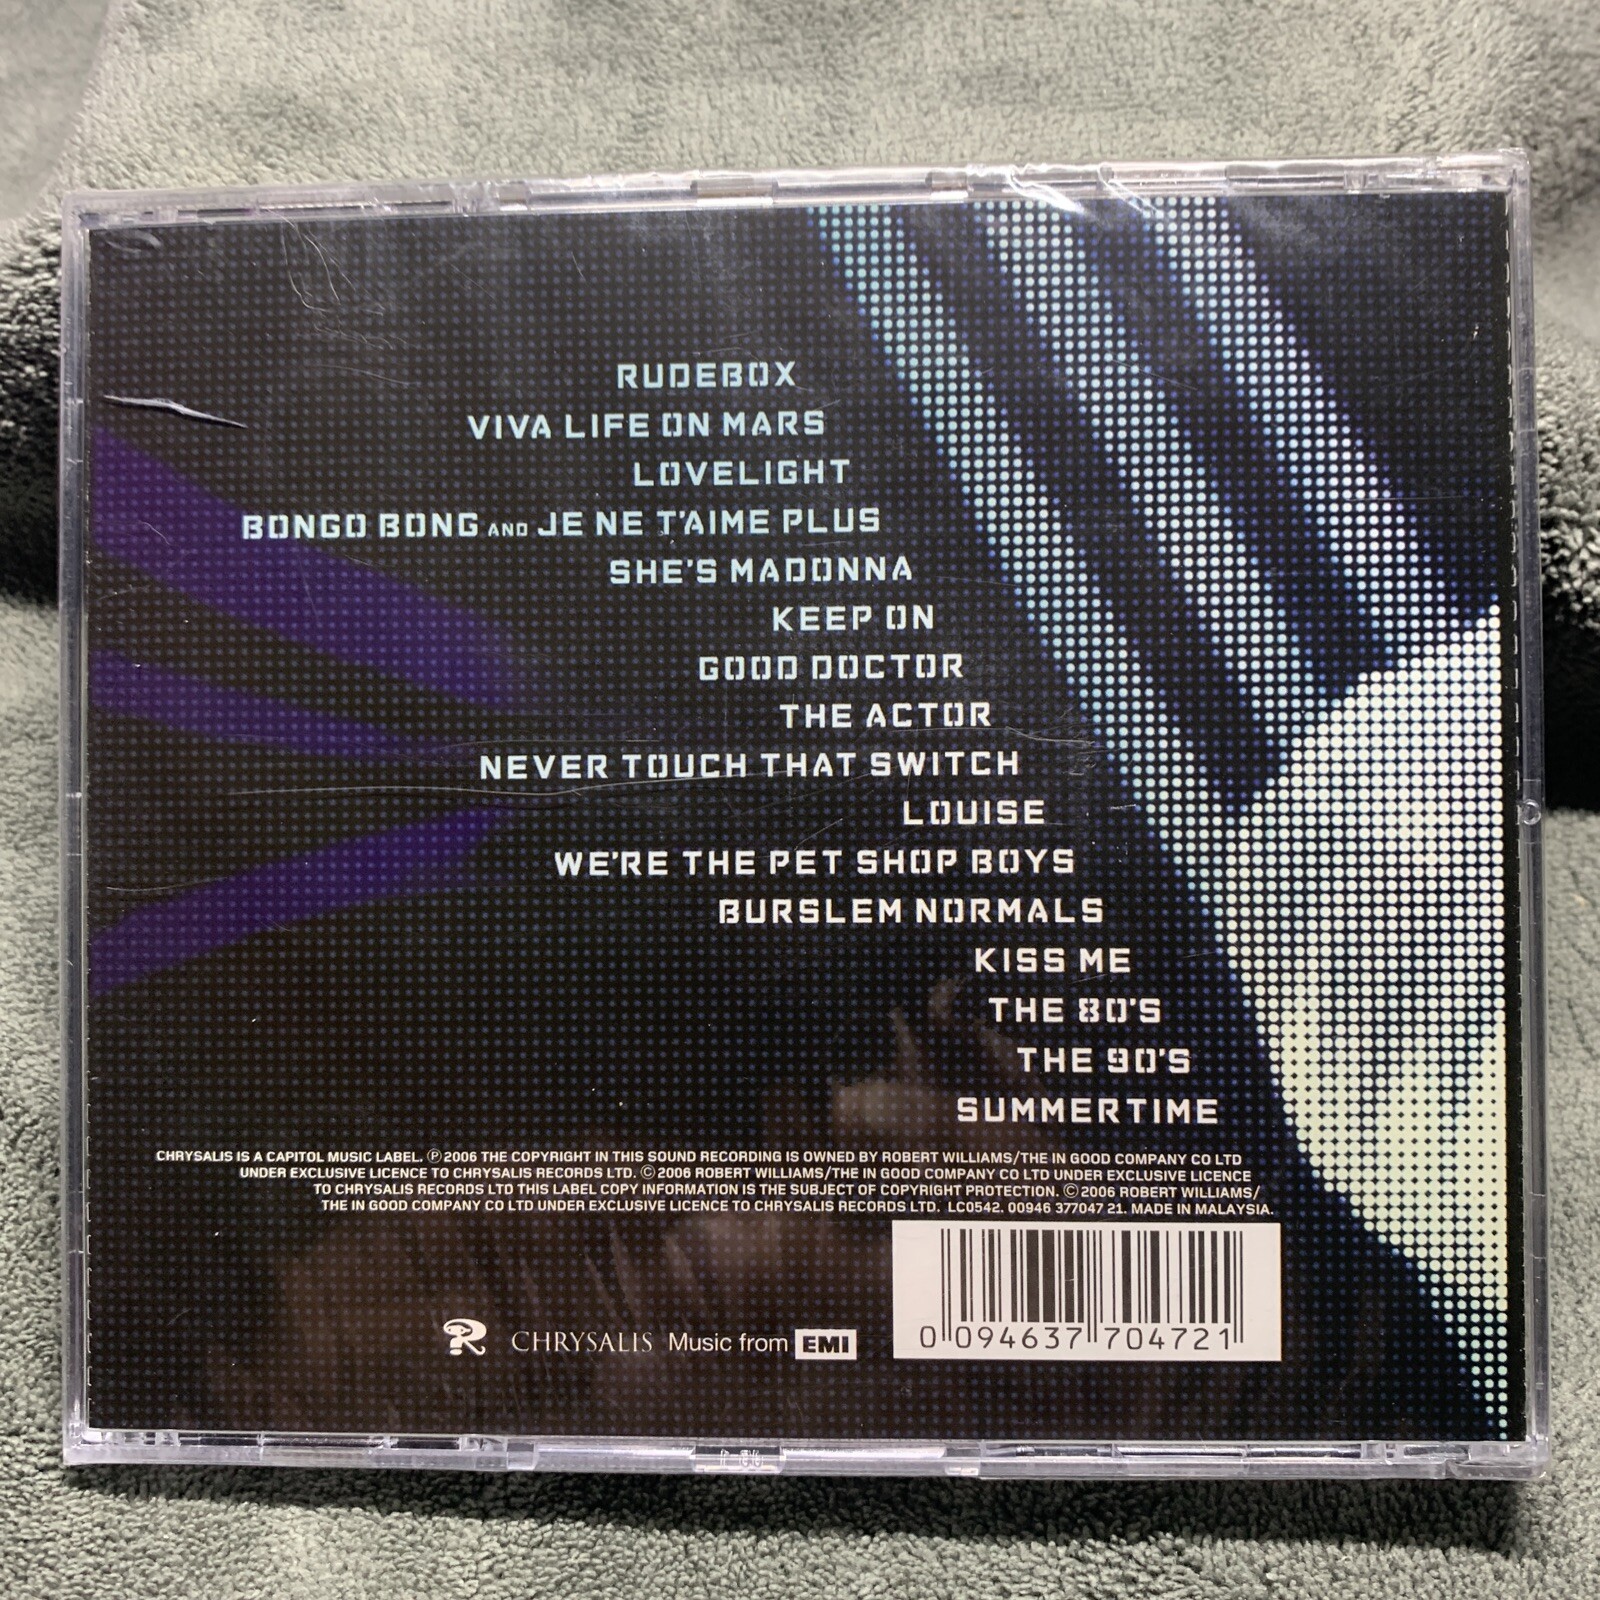 RUDEBOX
VIVA LIFE ON MARS
LOVELIGHT
BONGO BONG AND JE NE T'AIME PLUS
SHE'S MADONNA
KEEP ON
GOOD DOCTOR
THE ACTOR
NEVER TOUCH THAT SWITCH
LOUISE
WE'RE THE PET SHOP BOYS
BURSLEM NORMALS
KISS ME
THE 80'S
THE 90'S
SUMMERTIME
CHRYSALIS IS A CAPITOL MUSIC LABEL. ℗ 2006 THE COPYRIGHT IN THIS SOUND RECORDING IS OWNED BY ROBERT WILLIAMS/THE IN GOOD COMPANY CO LTD
UNDER EXCLUSIVE LICENCE TO CHRYSALIS RECORDS LTD. © 2006 ROBERT WILLIAMS/THE IN GOOD COMPANY CO LTD UNDER EXCLUSIVE LICENCE
TO CHRYSALIS RECORDS LTD THIS LABEL COPY INFORMATION IS THE SUBJECT OF COPYRIGHT PROTECTION. © 2006 ROBERT WILLIAMS/
THE IN GOOD COMPANY CO LTD UNDER EXCLUSIVE LICENCE TO CHRYSALIS RECORDS LTD. LC0542. 00946 377047 21. MADE IN MALAYSIA.
CHRYSALIS Music from EMI
0 094637 704721